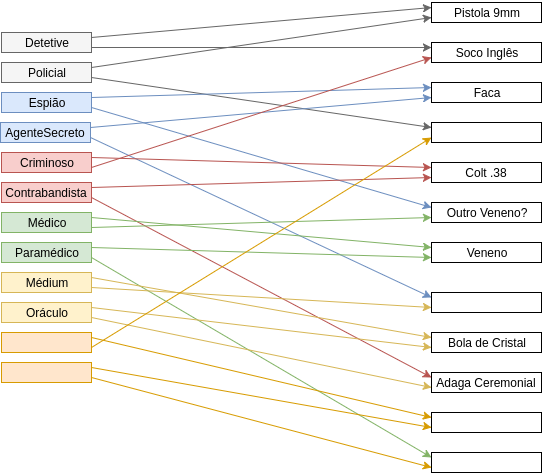 Detetive
Policial
Espião
AgenteSecreto
Criminoso
Contrabandista
Médico
Paramédico
Médium
Oráculo
Pistola 9mm
Soco Inglês
Faca
Colt .38
Outro Veneno?
Veneno
Bola de Cristal
Adaga Ceremonial